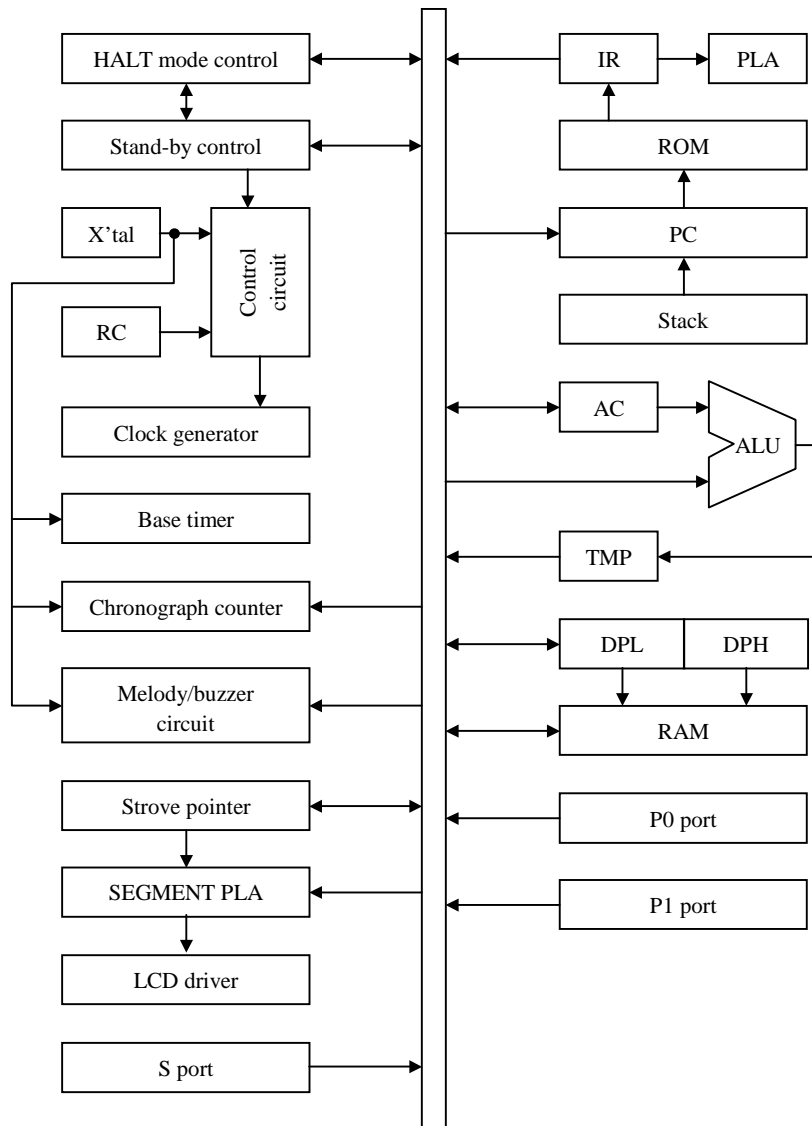 HALT mode control
Stand-by control
X’tal
RC
Control
circuit
Clock generator
Base timer
Chronograph counter
Melody/buzzer
circuit
Strove pointer
SEGMENT PLA
LCD driver
S port
IR
PLA
ROM
PC
Stack
AC
ALU
TMP
DPL
DPH
RAM
P0 port
P1 port